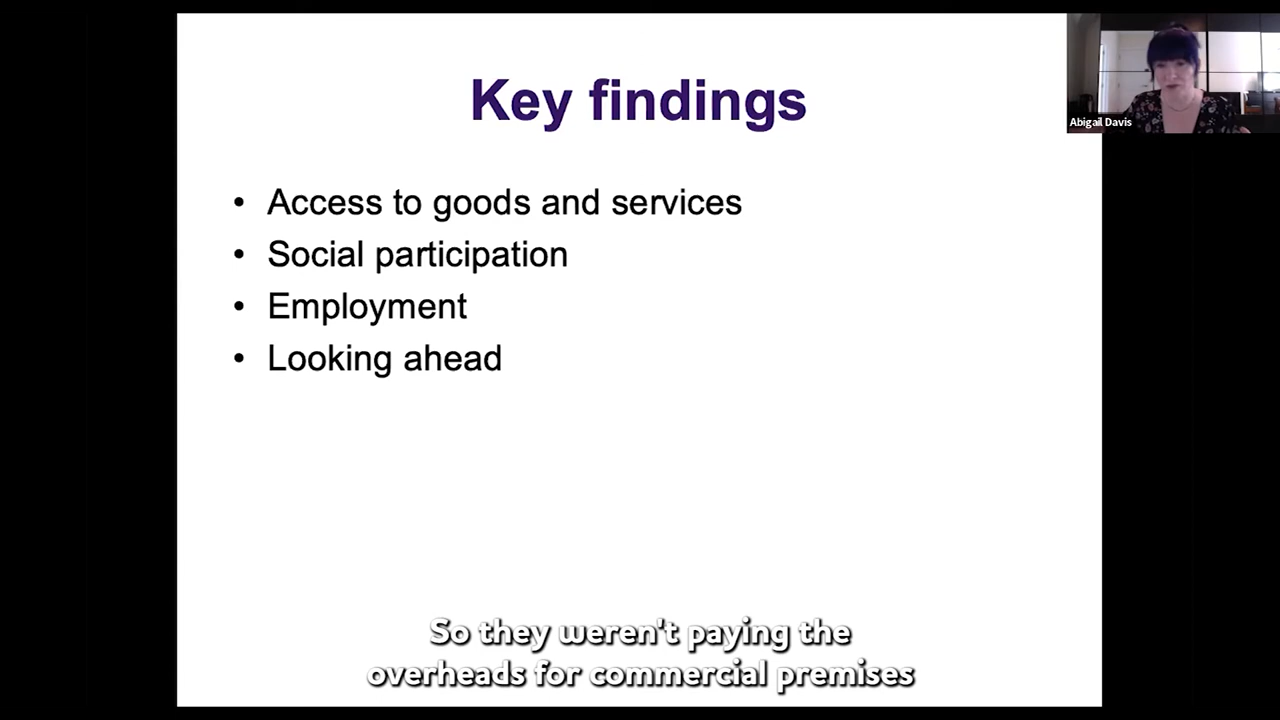 Key findings
Abigail Davis
• Access to goods and services
• Social participation
• Employment
• Looking ahead
So they weren't paying the
overheads for commercial premises